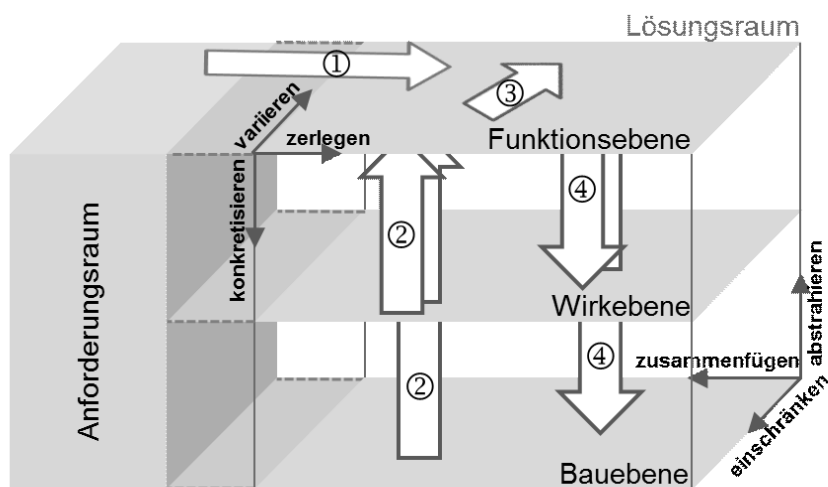 Lösungsraum
①
③
variieren
zerlegen
Funktionsebene
Anforderungsraum
konkretisieren
②
④
Wirkebene
abstrahieren
②
④
zusammenfügen
einschränken
Bauebene